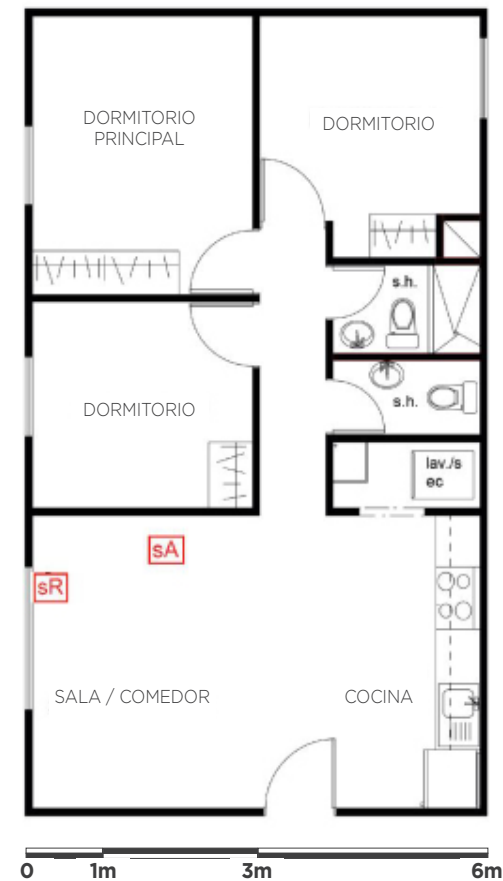 DORMITORIO
PRINCIPAL
DORMITORIO
s.h.
s.h.
DORMITORIO
lav./s
ec
sA
sR
SALA / COMEDOR
COCINA
0 1m 3m 6m